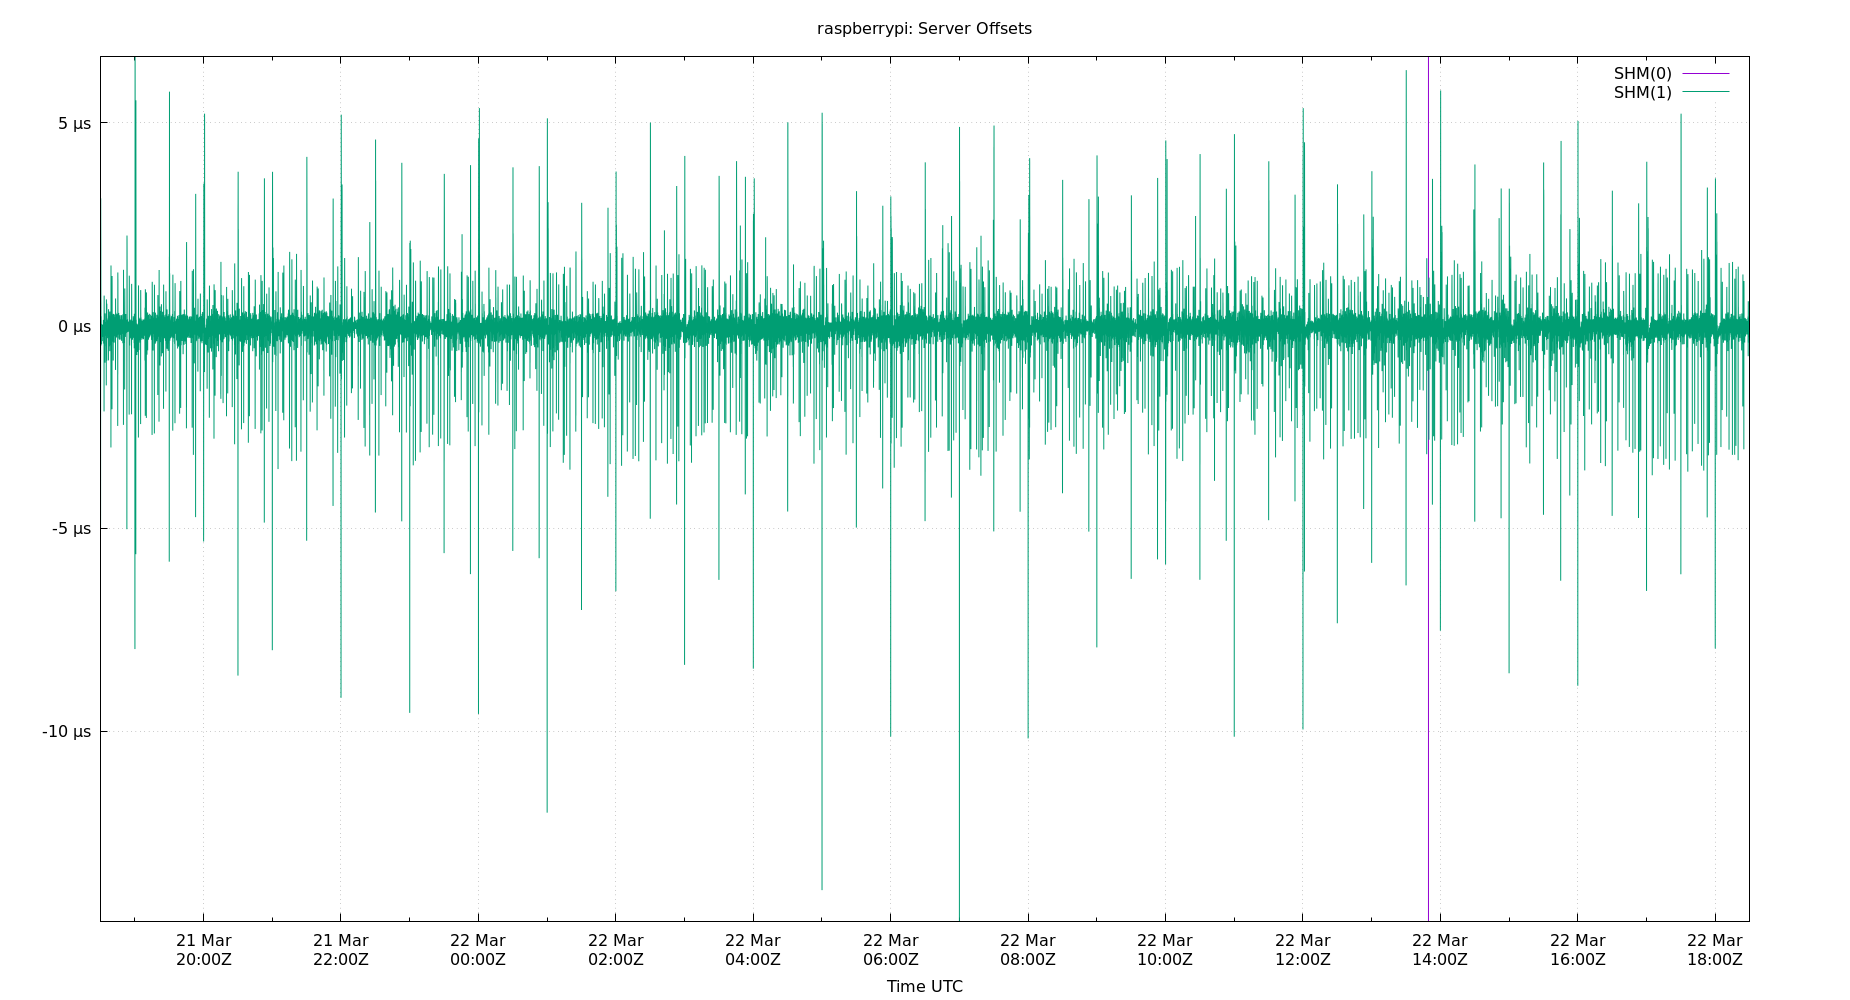 raspberrypi: Server Offsets
SHM(0)
SHM(1)
5 µs
0 µs
-5 µs
-10 µs
21 Mar
20:00Z
21 Mar
22:00Z
22 Mar
00:00Z
22 Mar
02:00Z
22 Mar
04:00Z
22 Mar
06:00Z
22 Mar
08:00Z
22 Mar
10:00Z
22 Mar
12:00Z
22 Mar
14:00Z
22 Mar
16:00Z
22 Mar
18:00Z
Time UTC